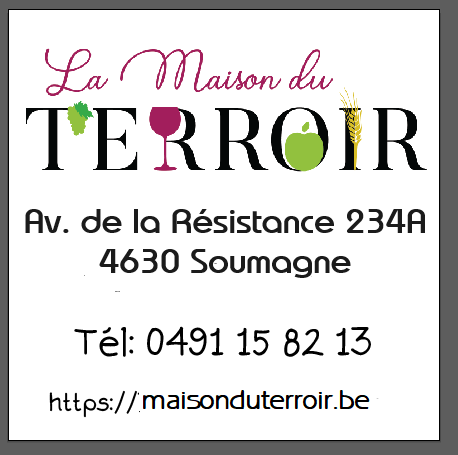 La Maison du
TERROIR
Av. de la Résistance 234A
4630 Soumagne
Tél: 0491 15 82 13
https://maisonduterroir.be